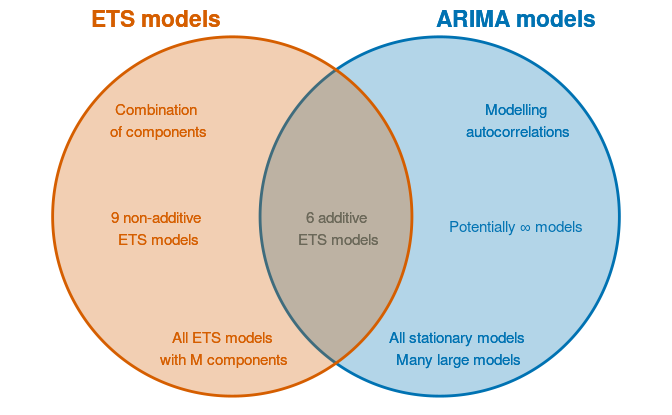 ETS models
ARIMA models
Combination
of components
Modelling
autocorrelations
9 non-additive
ETS models
6 additive
ETS models
Potentially ∞ models
All ETS models
with M components
All stationary models
Many large models